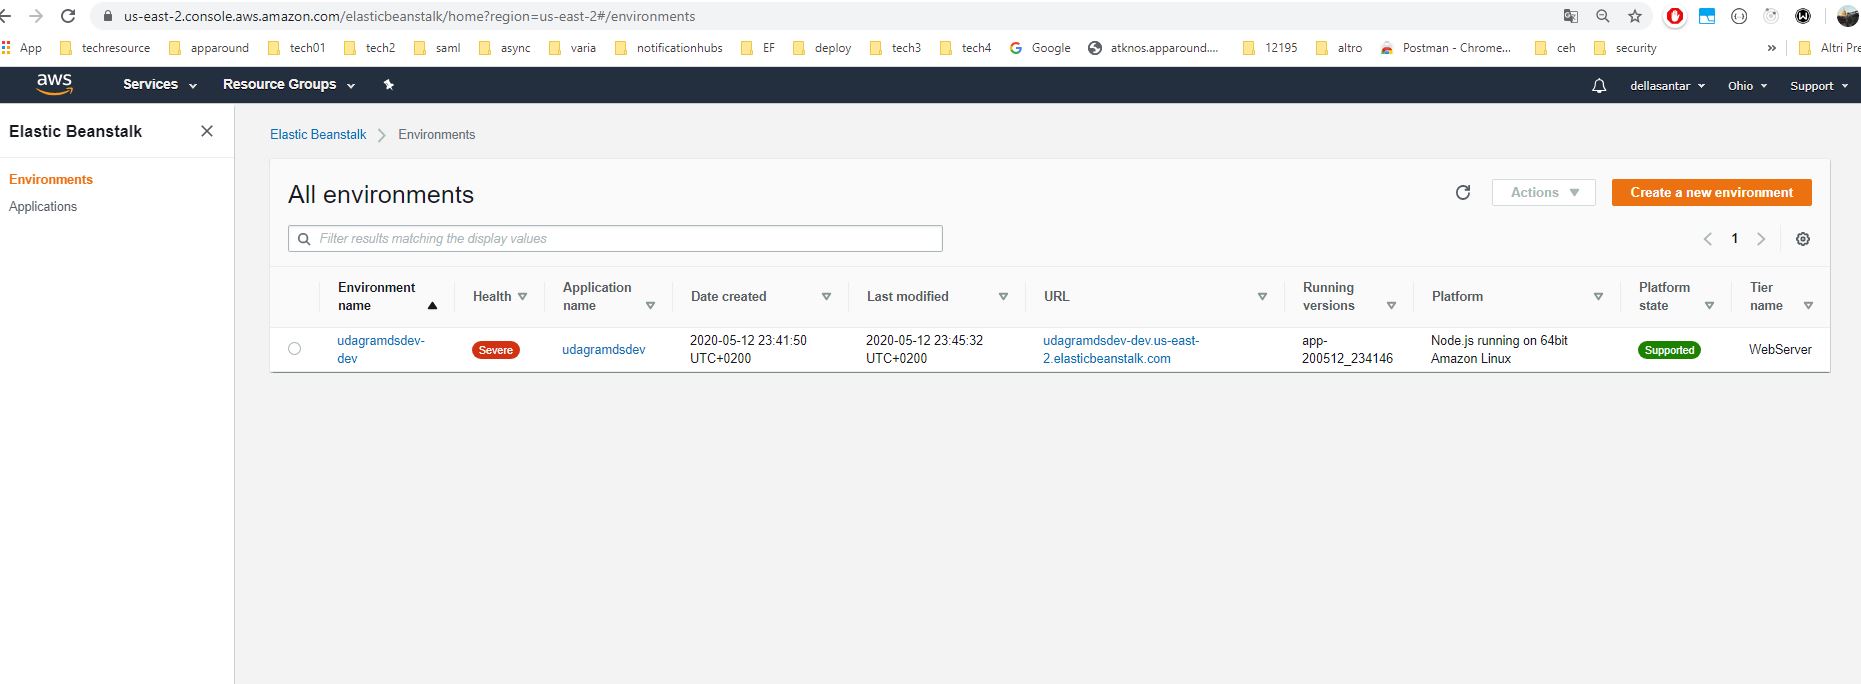 us-east-2.console.aws.amazon.com/elasticbeanstalk/home?region=us-east-2#/environments
App techresource apparound tech01 tech2 saml async varia notificationhubs EF deploy tech3 tech4 Google atknos.apparound.... 12195 altro Postman - Chrome... ceh security » Altri Pre
aws Services Resource Groups dellasantar Ohio Support
Elastic Beanstalk
Environments
Applications
Elastic Beanstalk Environments
All environments
Actions
Create a new environment
Filter results matching the display values
1
Environment name
Health
Application name
Date created
Last modified
URL
Running versions
Platform
Platform state
Tier name
udagramdsdev-
dev
Severe
udagramdsdev
2020-05-12 23:41:50
UTC+0200
2020-05-12 23:45:32
UTC+0200
udagramdsdev-dev.us-east-
2.elasticbeanstalk.com
app-
200512_234146
Node.js running on 64bit
Amazon Linux
Supported
WebServer